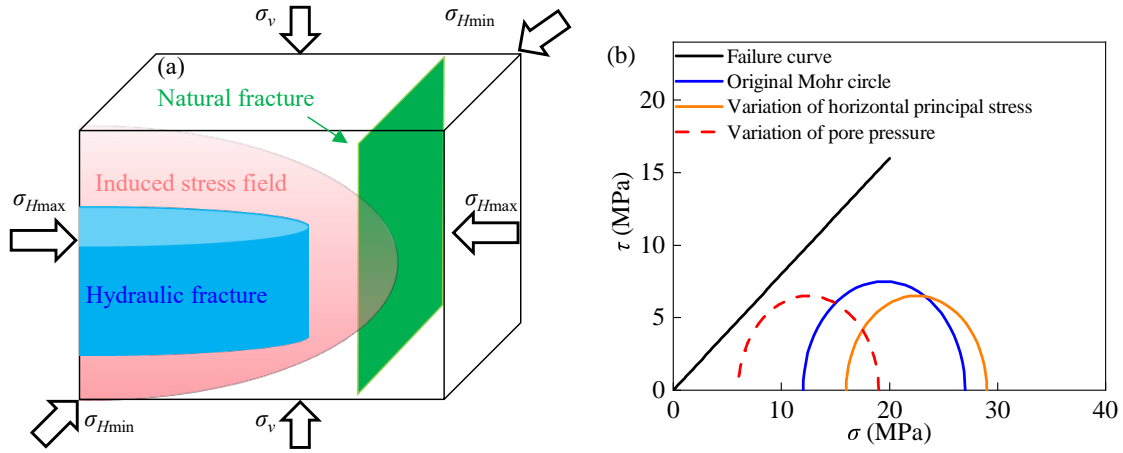 σv
σHmin
(a)
Natural fracture
Induced stress field
σHmax
σHmax
Hydraulic fracture
σHmin
σv
(b)
Failure curve
Original Mohr circle
Variation of horizontal principal stress
Variation of pore pressure
τ (MPa)
20
15
10
5
0
0
10
20
30
40
σ (MPa)